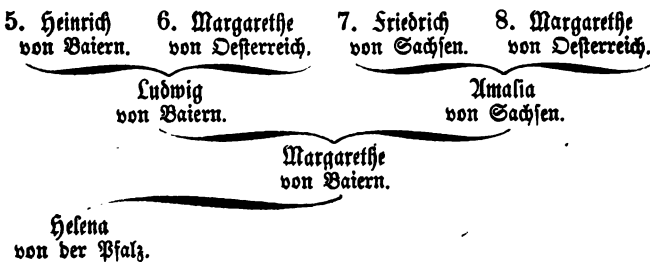 5. Heinrich 6. Margarethe 7. Friedrich 8. Margarethe
von Baiern. von Oesterreich. von Sachsen. von Oesterreich.
Ludwig Amalia
von Baiern. von Sachsen.
Margarethe
von Baiern.
Helena
von der Pfalz.